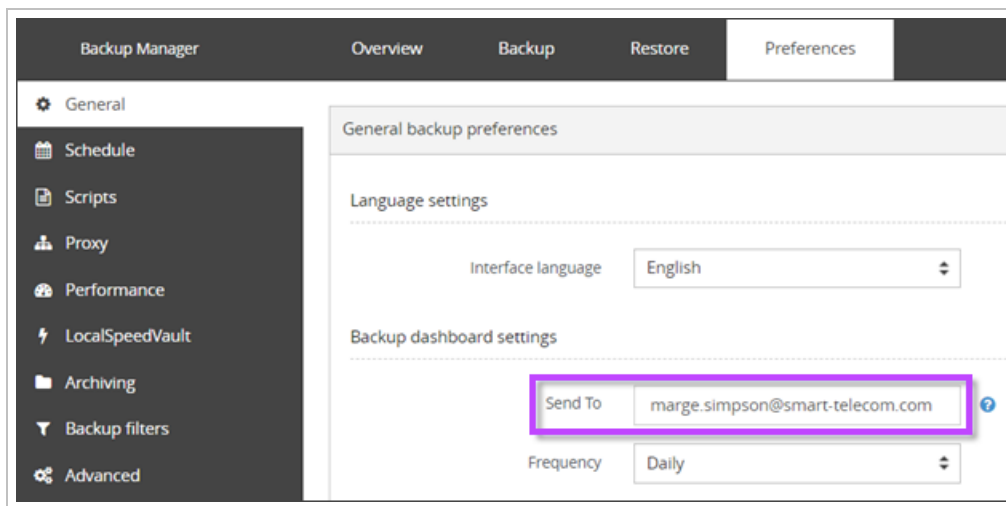 Backup Manager Overview Backup Restore Preferences
General
Schedule
Scripts
Proxy
Performance
LocalSpeedVault
Archiving
Backup filters
Advanced
General backup preferences
Language settings
Interface language English
Backup dashboard settings
Send To marge.simpson@smart-telecom.com ?
Frequency Daily